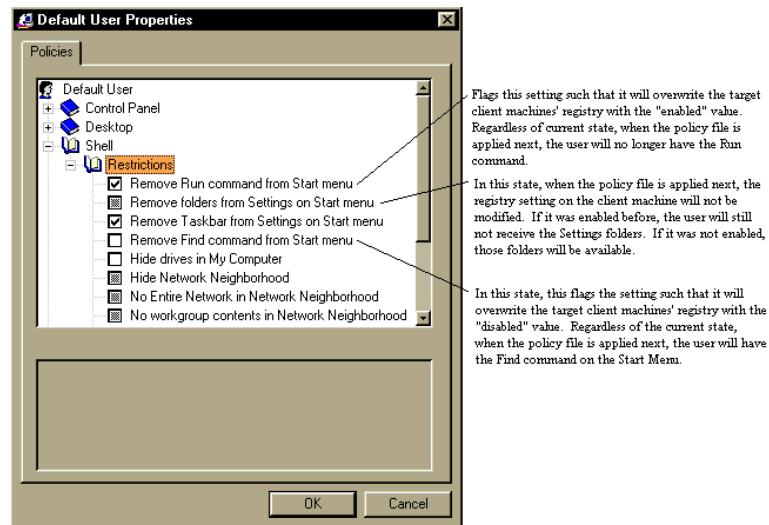 Default User Properties
Policies
Default User
Control Panel
Desktop
Shell
Restrictions
Remove Run command from Start menu
Remove folders from Settings on Start menu
Remove Taskbar from Settings on Start menu
Remove Find command from Start menu
Hide drives in My Computer
Hide Network Neighborhood
No Entire Network in Network Neighborhood
No workgroup contents in Network Neighborhood
OK
Cancel
Flags this setting such that it will overwrite the target
client machines' registry with the "enabled" value.
Regardless of current state, when the policy file is
applied next, the user will no longer have the Run
command.
In this state, when the policy file is applied next, the
registry setting on the client machine will not be
modified. If it was enabled before, the user will still
not receive the Settings folders. If it was not enabled,
those folders will be available.
In this state, this flags the setting such that it will
overwrite the target client machines' registry with the
"disabled" value. Regardless of the current state,
when the policy file is applied next, the user will have
the Find command on the Start Menu.